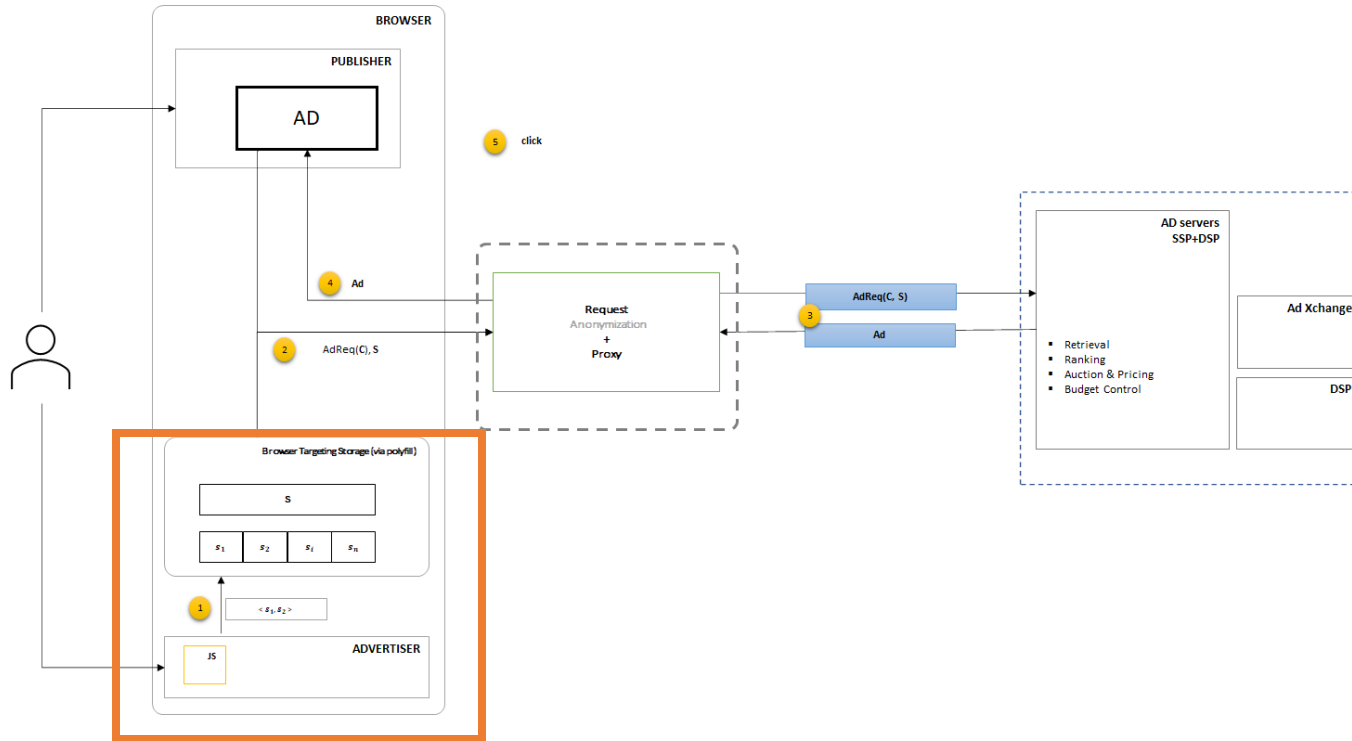 BROWSER
PUBLISHER
AD
5
click
AD servers
SSP+DSP
4
Ad
Request
Anonymization
+
Proxy
AdReq(C, S)
3
Ad
Ad Xchange
2
AdReq(C), S
▪ Retrieval
▪ Ranking
▪ Auction & Pricing
▪ Budget Control
DSP
Browser Targeting Storage (via polyfill)
S
s₁ s₂ sᵢ sₙ
1
< s₁, s₂ >
JS
ADVERTISER